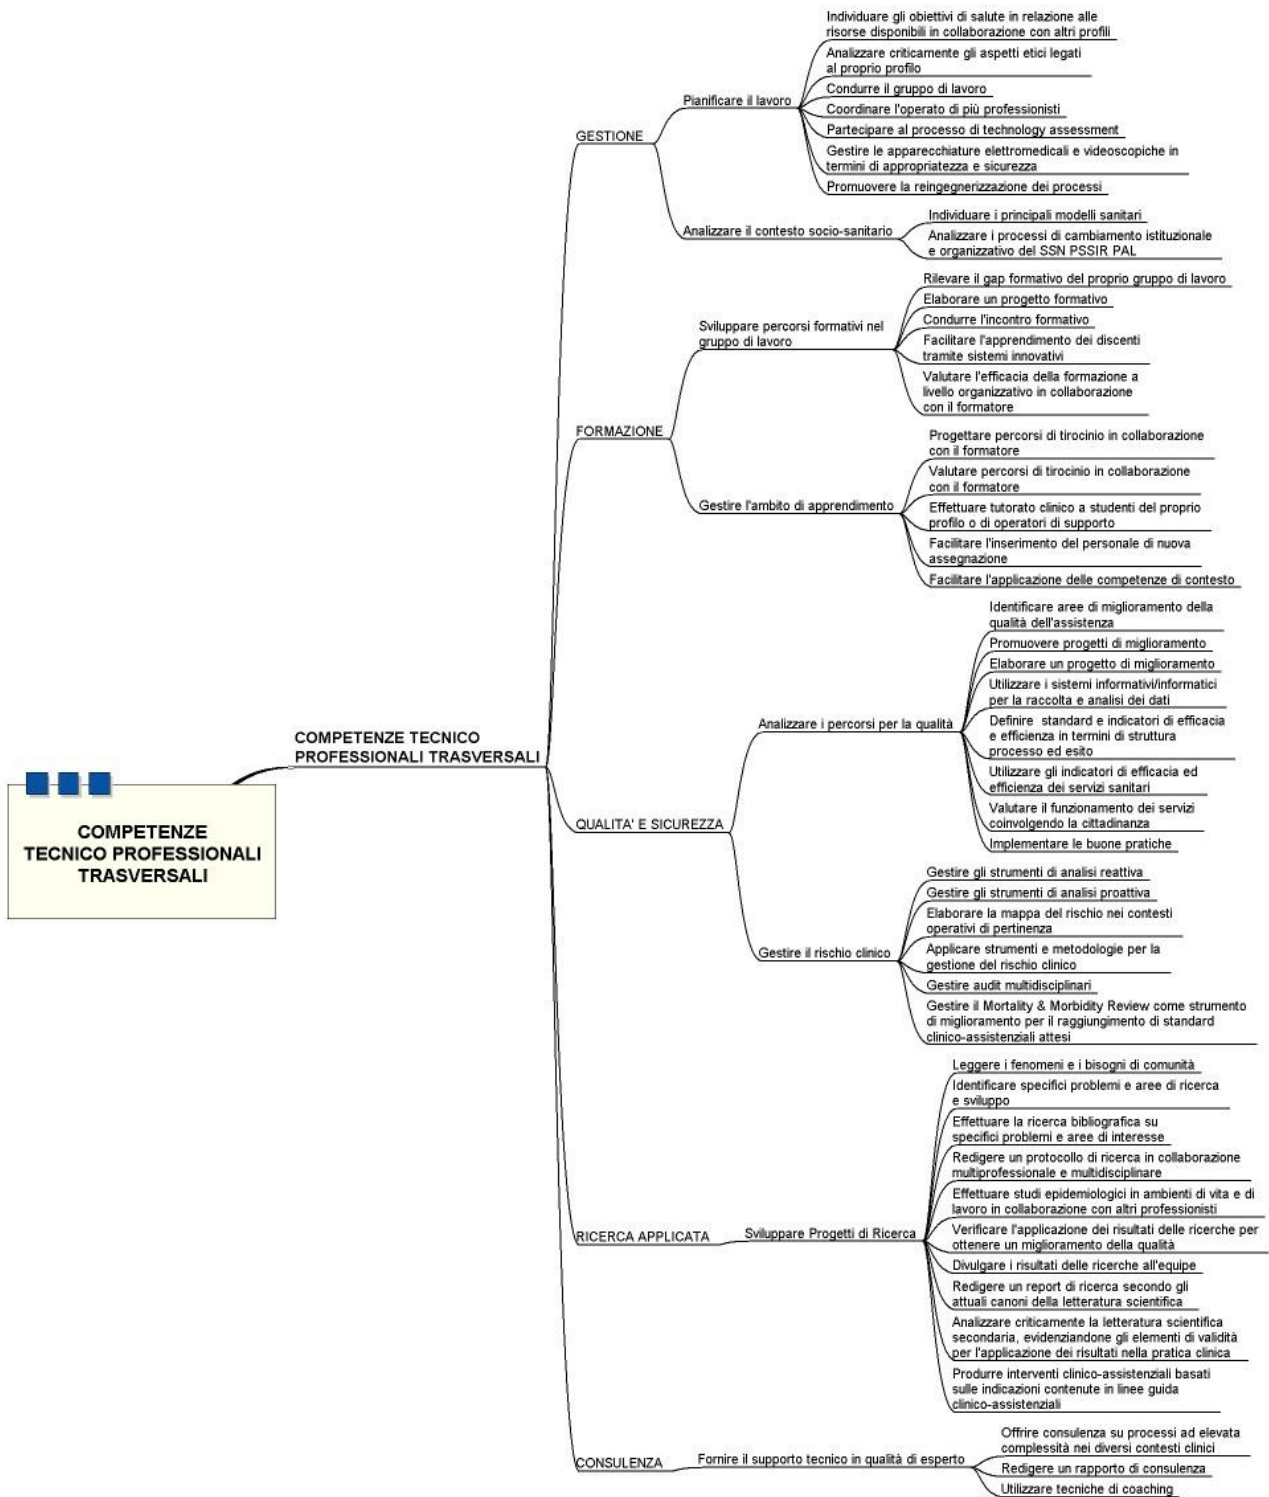 COMPETENZE
TECNICO PROFESSIONALI
TRASVERSALI
COMPETENZE TECNICO
PROFESSIONALI TRASVERSALI
GESTIONE
Pianificare il lavoro
Individuare gli obiettivi di salute in relazione alle
risorse disponibili in collaborazione con altri profili
Analizzare criticamente gli aspetti etici legati
al proprio profilo
Condurre il gruppo di lavoro
Coordinare l'operato di più professionisti
Partecipare al processo di technology assessment
Gestire le apparecchiature elettromedicali e videoscopiche in
termini di appropriatezza e sicurezza
Promuovere la reingegnerizzazione dei processi
Analizzare il contesto socio-sanitario
Individuare i principali modelli sanitari
Analizzare i processi di cambiamento istituzionale
e organizzativo del SSN PSSIR PAL
FORMAZIONE
Sviluppare percorsi formativi nel
gruppo di lavoro
Rilevare il gap formativo del proprio gruppo di lavoro
Elaborare un progetto formativo
Condurre l'incontro formativo
Facilitare l'apprendimento dei discenti
tramite sistemi innovativi
Valutare l'efficacia della formazione a
livello organizzativo in collaborazione
con il formatore
Gestire l'ambito di apprendimento
Progettare percorsi di tirocinio in collaborazione
con il formatore
Valutare percorsi di tirocinio in collaborazione
con il formatore
Effettuare tutorato clinico a studenti del proprio
profilo o di operatori di supporto
Facilitare l'inserimento del personale di nuova
assegnazione
Facilitare l'applicazione delle competenze di contesto
QUALITA' E SICUREZZA
Analizzare i percorsi per la qualità
Identificare aree di miglioramento della
qualità dell'assistenza
Promuovere progetti di miglioramento
Elaborare un progetto di miglioramento
Utilizzare i sistemi informativi/informatici
per la raccolta e analisi dei dati
Definire standard e indicatori di efficacia
e efficienza in termini di struttura
processo ed esito
Utilizzare gli indicatori di efficacia ed
efficienza dei servizi sanitari
Valutare il funzionamento dei servizi
coinvolgendo la cittadinanza
Implementare le buone pratiche
Gestire il rischio clinico
Gestire gli strumenti di analisi reattiva
Gestire gli strumenti di analisi proattiva
Elaborare la mappa del rischio nei contesti
operativi di pertinenza
Applicare strumenti e metodologie per la
gestione del rischio clinico
Gestire audit multidisciplinari
Gestire il Mortality & Morbidity Review come strumento
di miglioramento per il raggiungimento di standard
clinico-assistenziali attesi
RICERCA APPLICATA
Sviluppare Progetti di Ricerca
Leggere i fenomeni e i bisogni di comunità
Identificare specifici problemi e aree di ricerca
e sviluppo
Effettuare la ricerca bibliografica su
specifici problemi e aree di interesse
Redigere un protocollo di ricerca in collaborazione
multiprofessionale e multidisciplinare
Effettuare studi epidemiologici in ambienti di vita e di
lavoro in collaborazione con altri professionisti
Verificare l'applicazione dei risultati delle ricerche per
ottenere un miglioramento della qualità
Divulgare i risultati delle ricerche all'equipe
Redigere un report di ricerca secondo gli
attuali canoni della letteratura scientifica
Analizzare criticamente la letteratura scientifica
secondaria, evidenziandone gli elementi di validità
per l'applicazione dei risultati nella pratica clinica
Produrre interventi clinico-assistenziali basati
sulle indicazioni contenute in linee guida
clinico-assistenziali
CONSULENZA
Fornire il supporto tecnico in qualità di esperto
Offrire consulenza su processi ad elevata
complessità nei diversi contesti clinici
Redigere un rapporto di consulenza
Utilizzare tecniche di coaching